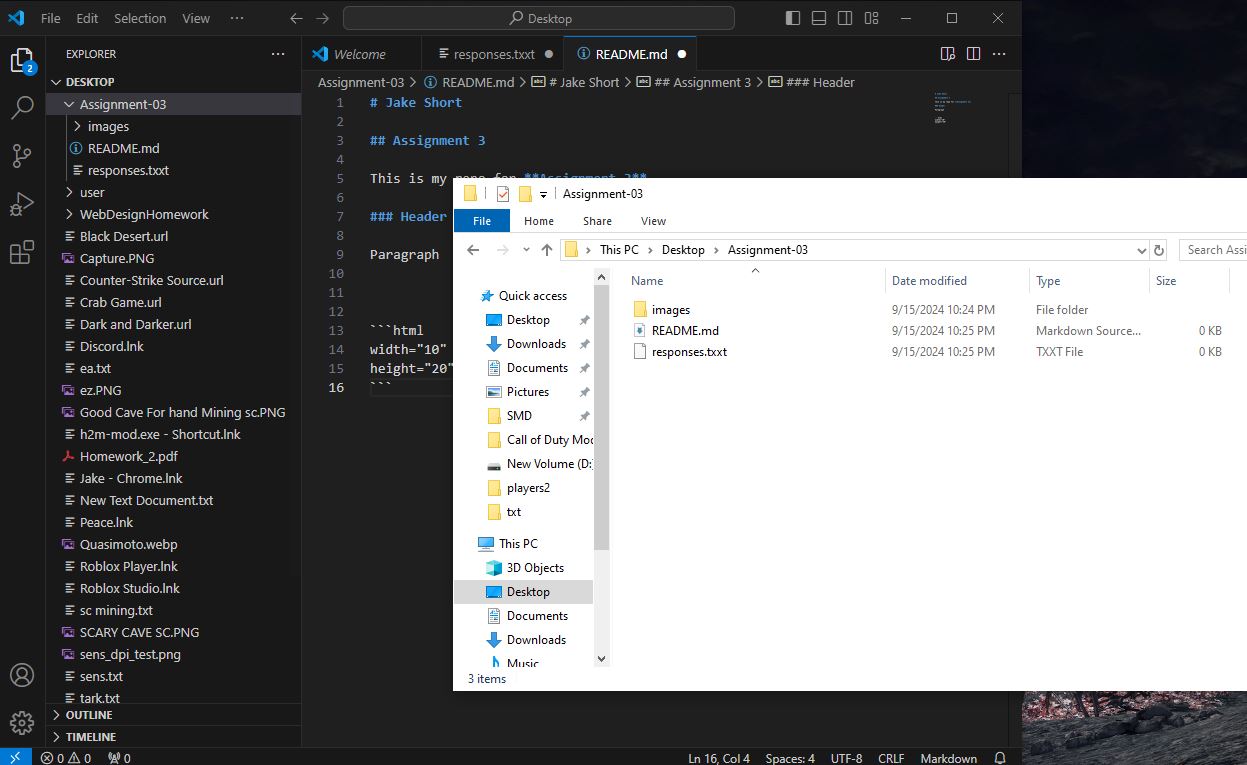 File Edit Selection View ··· Desktop
EXPLORER ···
Welcome
responses.txxt
README.md
DESKTOP
Assignment-03
images
README.md
responses.txxt
user
WebDesignHomework
Black Desert.url
Capture.PNG
Counter-Strike Source.url
Crab Game.url
Dark and Darker.url
Discord.lnk
ea.txt
ez.PNG
Good Cave For hand Mining sc.PNG
h2m-mod.exe - Shortcut.lnk
Homework_2.pdf
Jake - Chrome.lnk
New Text Document.txt
Peace.lnk
Quasimoto.webp
Roblox Player.lnk
Roblox Studio.lnk
sc mining.txt
SCARY CAVE SC.PNG
sens_dpi_test.png
sens.txt
tark.txt
OUTLINE
TIMELINE
2
Assignment-03 > README.md > # Jake Short > ## Assignment 3 > ### Header
1 # Jake Short
2
3 ## Assignment 3
4
5 This is my
6
7 ### Header
8
9 Paragraph
10
11
12
13 ```html
14 width="10"
15 height="20"
16 ```
Assignment-03
File Home Share View
This PC > Desktop > Assignment-03
Search Assi
Name Date modified Type Size
images 9/15/2024 10:24 PM File folder
README.md 9/15/2024 10:25 PM Markdown Source... 0 KB
responses.txxt 9/15/2024 10:25 PM TXXT File 0 KB
Quick access
Desktop
Downloads
Documents
Pictures
SMD
Call of Duty Mod
New Volume (D:)
players2
txt
This PC
3D Objects
Desktop
Documents
Downloads
Music
3 items
0 0 0
Ln 16, Col 4 Spaces: 4 UTF-8 CRLF Markdown